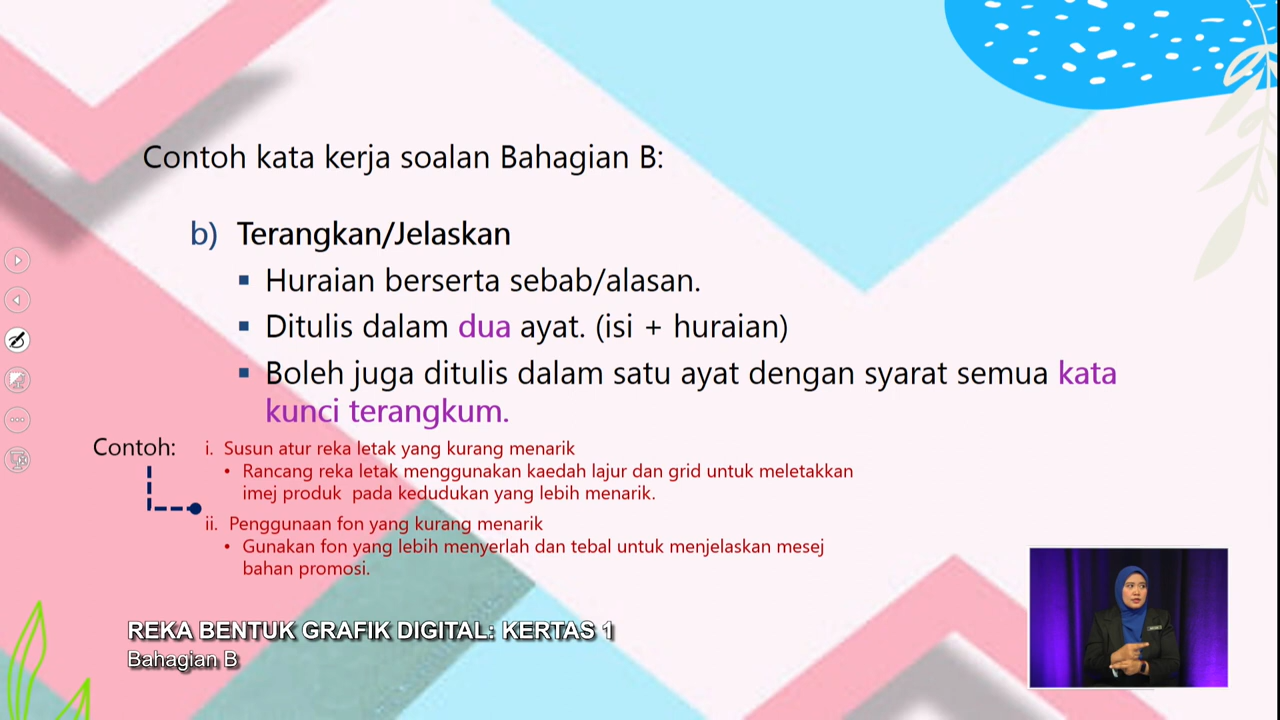 Contoh kata kerja soalan Bahagian B:
b) Terangkan/Jelaskan
▪ Huraian berserta sebab/alasan.
▪ Ditulis dalam dua ayat. (isi + huraian)
▪ Boleh juga ditulis dalam satu ayat dengan syarat semua kata
kunci terangkum.
Contoh: i. Susun atur reka letak yang kurang menarik
• Rancang reka letak menggunakan kaedah lajur dan grid untuk meletakkan
imej produk pada kedudukan yang lebih menarik.
ii. Penggunaan fon yang kurang menarik
• Gunakan fon yang lebih menyerlah dan tebal untuk menjelaskan mesej
bahan promosi.
REKA BENTUK GRAFIK DIGITAL: KERTAS 1
Bahagian B